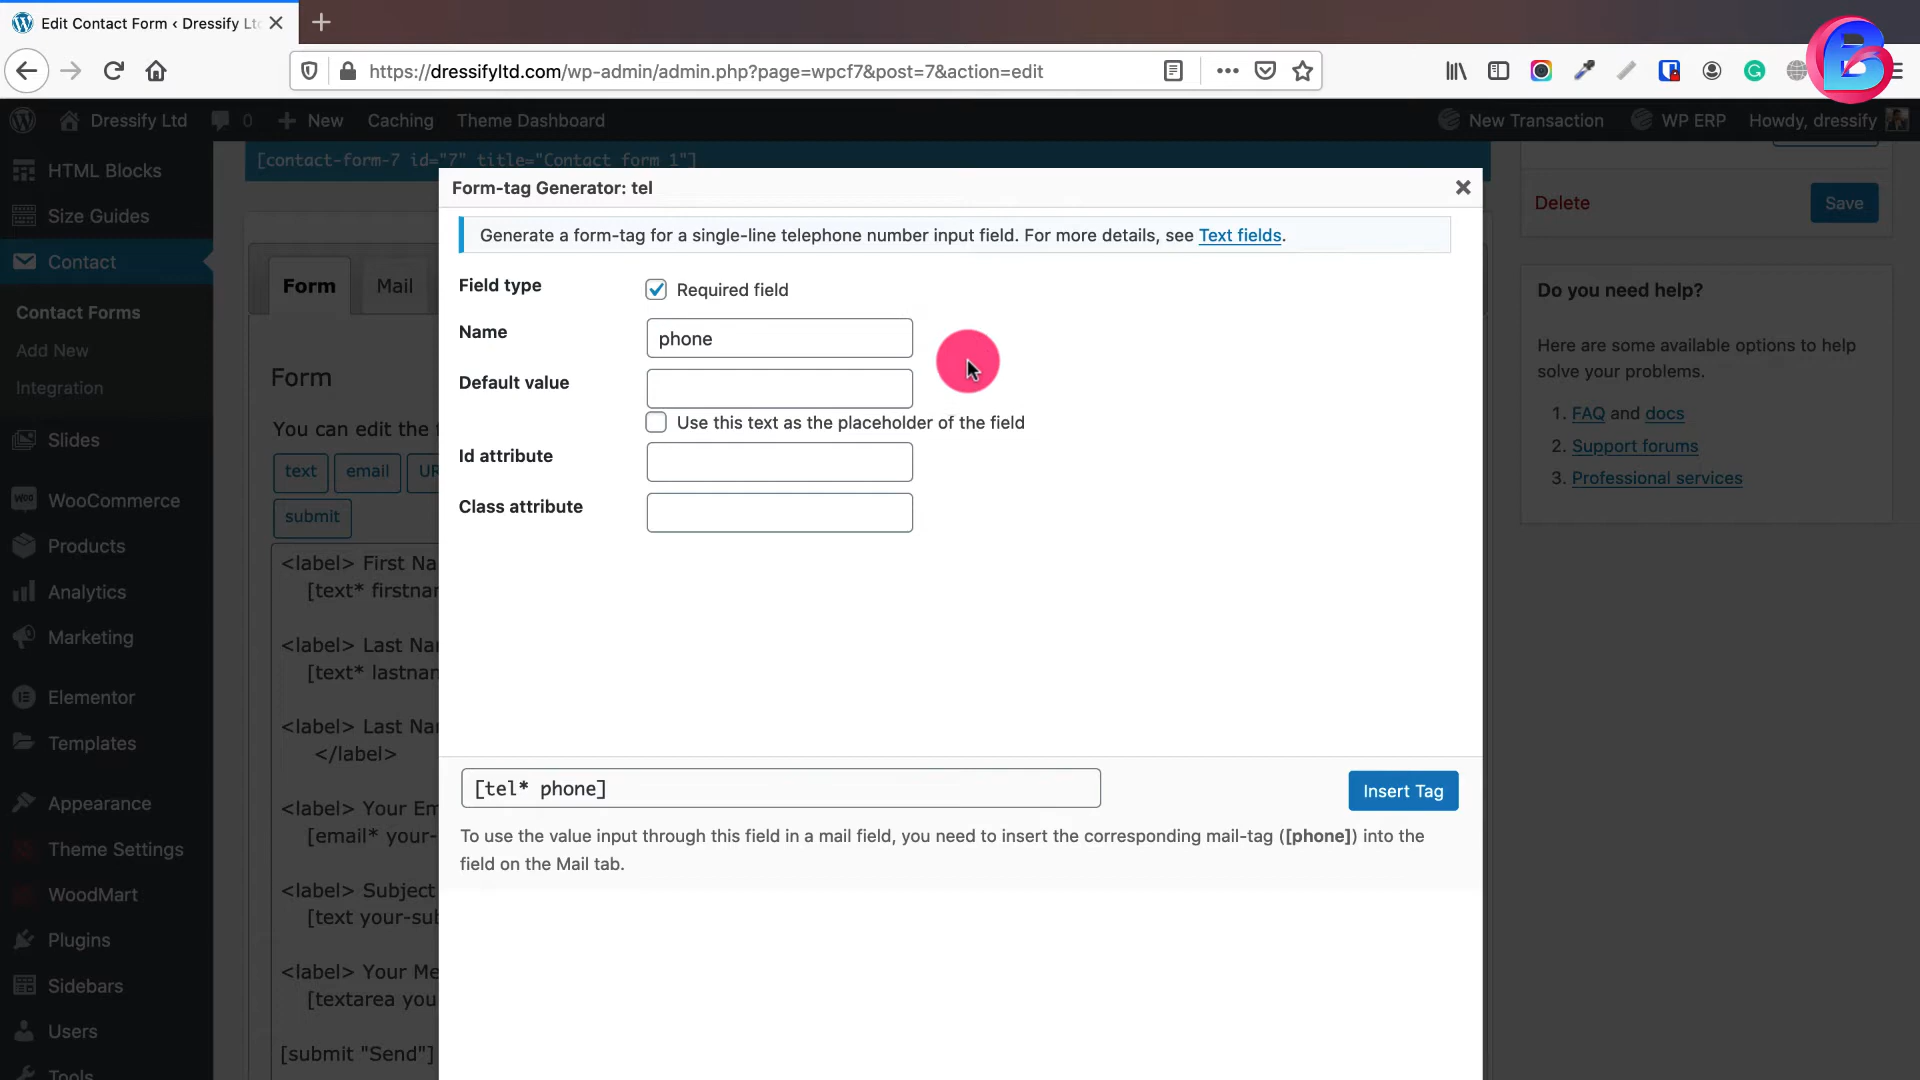 Edit Contact Form ‹ Dressify Lt
https://dressifyltd.com/wp-admin/admin.php?page=wpcf7&post=7&action=edit
Dressify Ltd 0 New Caching Theme Dashboard New Transaction WP ERP Howdy, dressify
HTML Blocks
Size Guides
Contact
Contact Forms
Add New
Integration
Slides
WooCommerce
Products
Analytics
Marketing
Elementor
Templates
Appearance
Theme Settings
WoodMart
Plugins
Sidebars
Users
Tools
[contact-form-7 id="7" title="Contact form 1"]
Form Mail
Form
You can edit the f
text email UR
submit
<label> First Na
[text* firstnam
<label> Last Na
[text* lastnam
<label> Last Na
</label>
<label> Your Em
[email* your-
<label> Subject
[text your-sub
<label> Your Me
[textarea you
[submit "Send"]
Form-tag Generator: tel
Generate a form-tag for a single-line telephone number input field. For more details, see Text fields.
Field type Required field
Name phone
Default value
Use this text as the placeholder of the field
Id attribute
Class attribute
[tel* phone] Insert Tag
To use the value input through this field in a mail field, you need to insert the corresponding mail-tag ([phone]) into the
field on the Mail tab.
Delete Save
Do you need help?
Here are some available options to help
solve your problems.
1. FAQ and docs
2. Support forums
3. Professional services